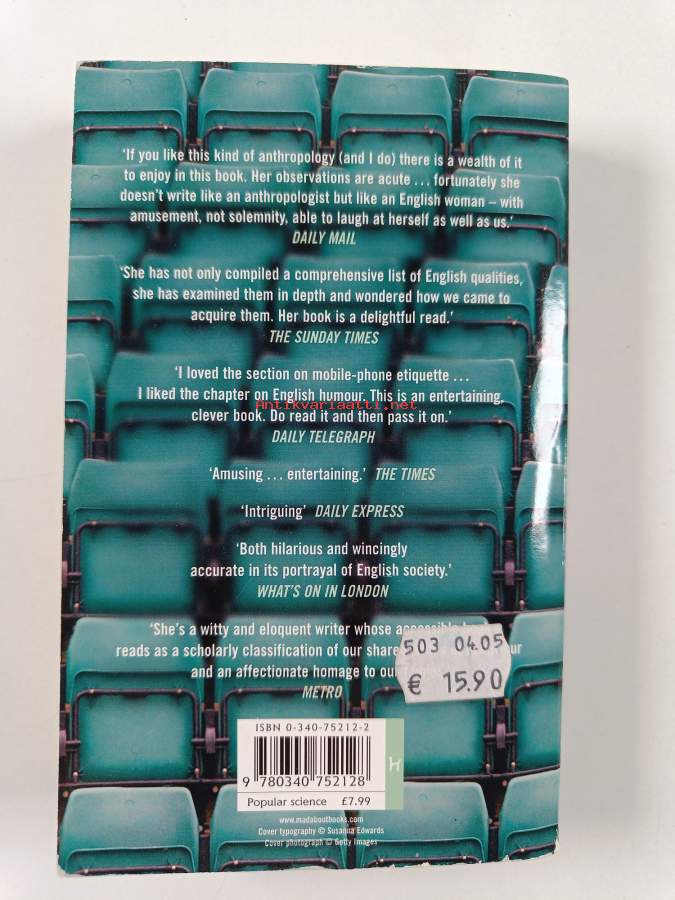 ‘If you like this kind of anthropology (and I do) there is a wealth of it
to enjoy in this book. Her observations are acute ... fortunately she
doesn’t write like an anthropologist but like an English woman – with
amusement, not solemnity, able to laugh at herself as well as us.’
DAILY MAIL
‘She has not only compiled a comprehensive list of English qualities,
she has examined them in depth and wondered how we came to
acquire them. Her book is a delightful read.’
THE SUNDAY TIMES
‘I loved the section on mobile-phone etiquette ...
I liked the chapter on English humour. This is an entertaining,
Antikvariaatti.net
clever book. Do read it and then pass it on.’
DAILY TELEGRAPH
‘Amusing ... entertaining.’ THE TIMES
‘Intriguing’ DAILY EXPRESS
‘Both hilarious and wincingly
accurate in its portrayal of English society.’
WHAT’S ON IN LONDON
‘She’s a witty and eloquent writer whose
reads as a scholarly classification of our
and an affectionate homage to
METRO
503 04.05
€ 15.90
ISBN 0-340-75212-2
9 780340 752128
Popular science £7.99
H
www.madaboutbooks.com
Cover typography © Susanna Edwards
Cover photograph © Getty Images